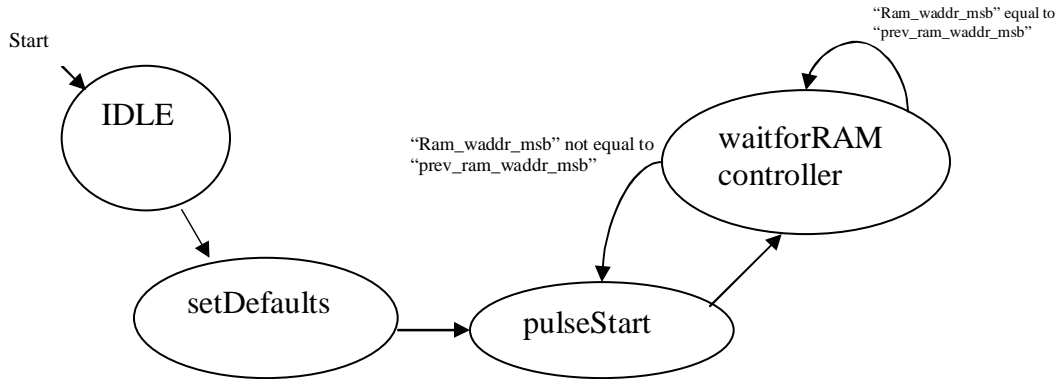 “Ram_waddr_msb” equal to
“prev_ram_waddr_msb”
Start
IDLE
“Ram_waddr_msb” not equal to
“prev_ram_waddr_msb”
waitforRAM
controller
setDefaults
pulseStart